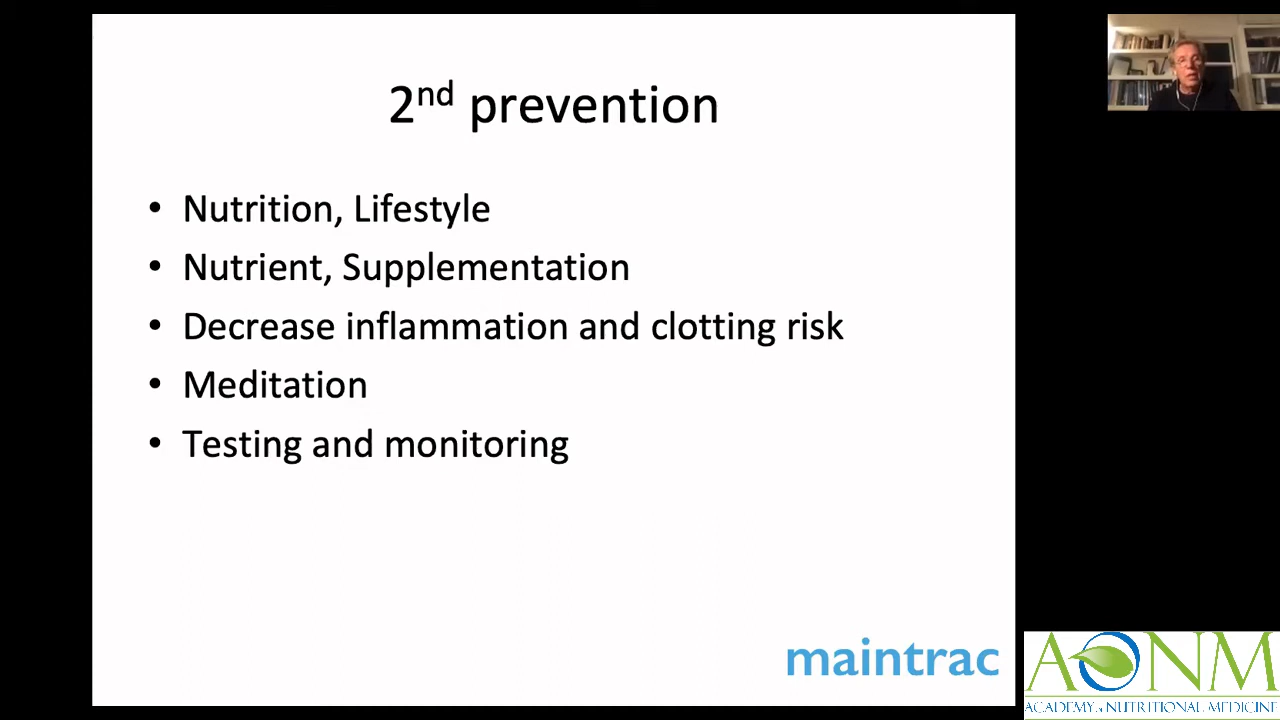 2nd prevention
• Nutrition, Lifestyle
• Nutrient, Supplementation
• Decrease inflammation and clotting risk
• Meditation
• Testing and monitoring
maintrac
AONM
ACADEMY of NUTRITIONAL MEDICINE